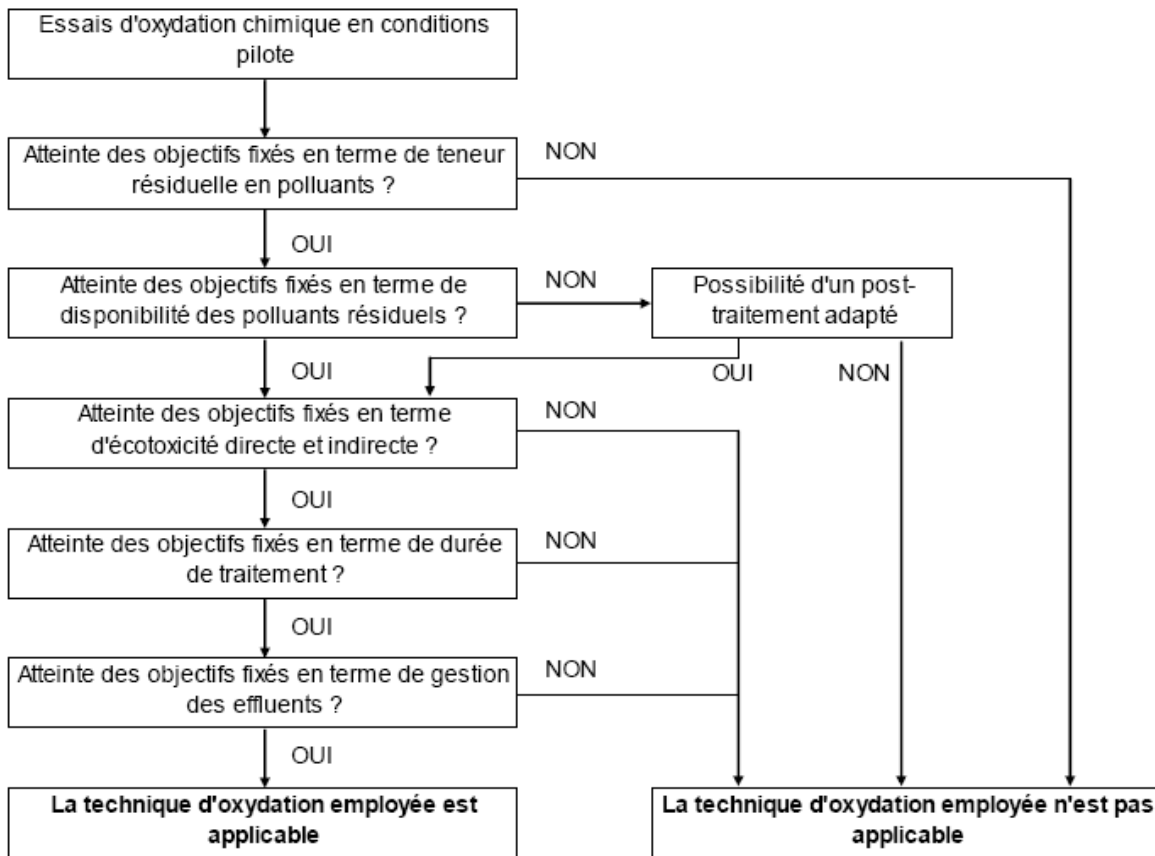 Essais d'oxydation chimique en conditions
pilote
Atteinte des objectifs fixés en terme de teneur
résiduelle en polluants ?
NON
OUI
Atteinte des objectifs fixés en terme de
disponibilité des polluants résiduels ?
NON
Possibilité d'un post-
traitement adapté
OUI
OUI
NON
Atteinte des objectifs fixés en terme
d'écotoxicité directe et indirecte ?
NON
OUI
Atteinte des objectifs fixés en terme de durée
de traitement ?
NON
OUI
Atteinte des objectifs fixés en terme de gestion
des effluents ?
NON
OUI
La technique d'oxydation employée est
applicable
La technique d'oxydation employée n'est pas
applicable